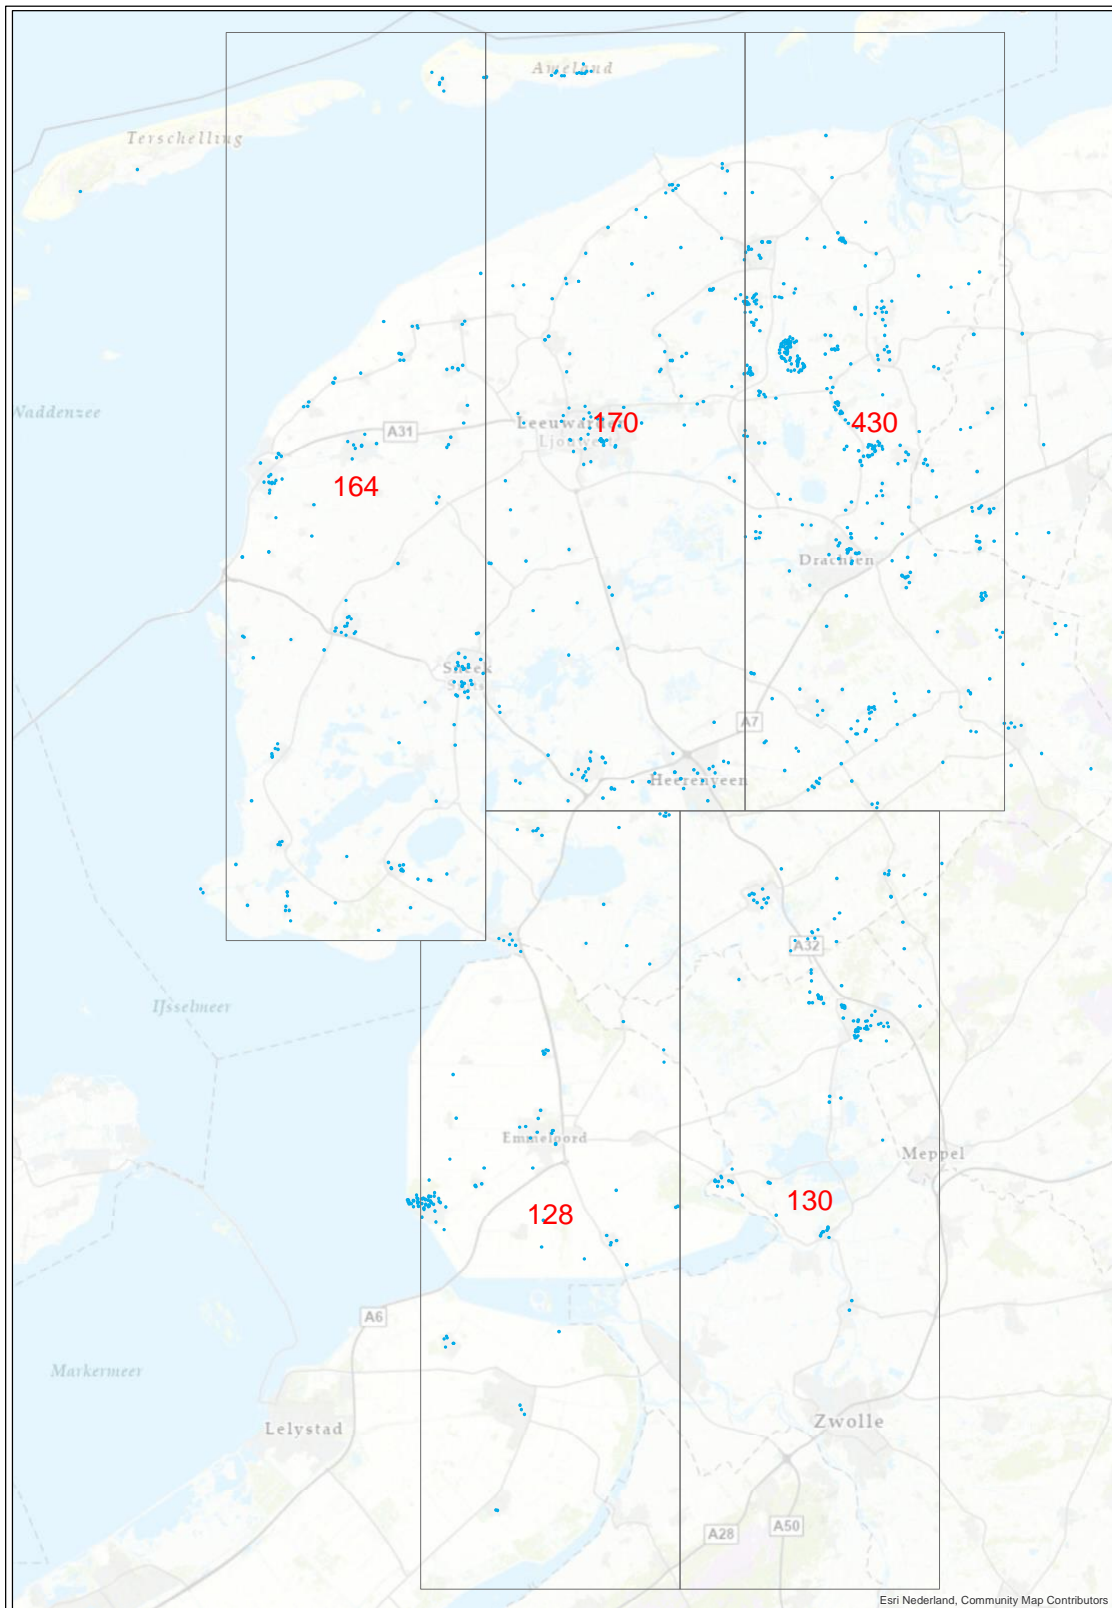 Ameland
Terschelling
Waddenzee
A31
Leeuwarden
Ljouwert
170
430
164
Drachten
Sneek
A7
Heerenveen
A32
IJsselmeer
Emmeloord
Meppel
128
130
A6
Markermeer
Lelystad
Zwolle
A28
A50
Esri Nederland, Community Map Contributors